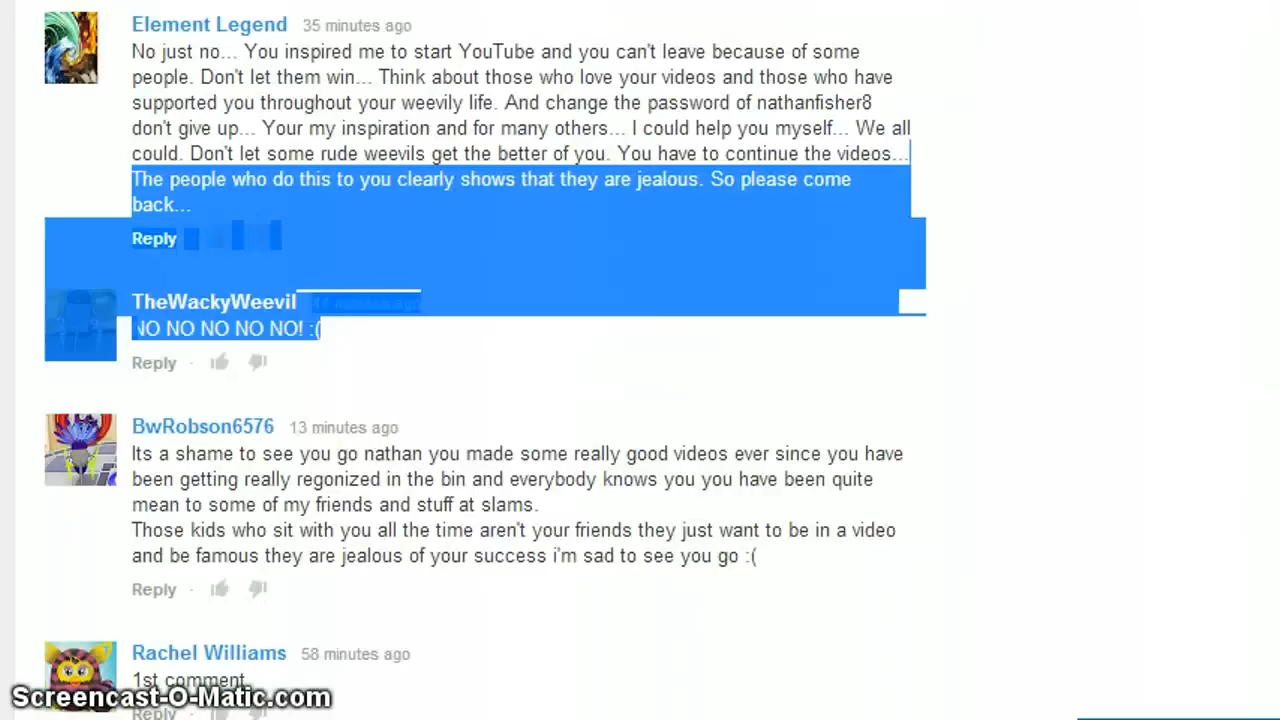 Element Legend 35 minutes ago
No just no... You inspired me to start YouTube and you can't leave because of some
people. Don't let them win... Think about those who love your videos and those who have
supported you throughout your weevily life. And change the password of nathanfisher8
don't give up... Your my inspiration and for many others... I could help you myself... We all
could. Don't let some rude weevils get the better of you. You have to continue the videos...
The people who do this to you clearly shows that they are jealous. So please come
back...
Reply
TheWackyWeevil minutes ago
NO NO NO NO NO! :(
Reply ·
BwRobson6576 13 minutes ago
Its a shame to see you go nathan you made some really good videos ever since you have
been getting really regonized in the bin and everybody knows you you have been quite
mean to some of my friends and stuff at slams.
Those kids who sit with you all the time aren't your friends they just want to be in a video
and be famous they are jealous of your success i'm sad to see you go :(
Reply ·
Rachel Williams 58 minutes ago
1st comment
Screencast-O-Matic.com
Reply